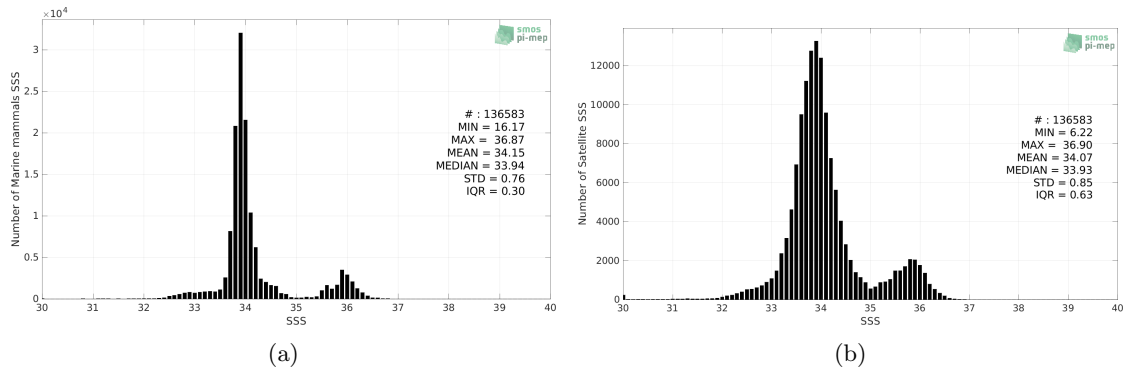 ×10⁴
smos
pi-mep
Number of Marine mammals SSS
3
2.5
2
1.5
1
0.5
0
# : 136583
MIN = 16.17
MAX = 36.87
MEAN = 34.15
MEDIAN = 33.94
STD = 0.76
IQR = 0.30
30 31 32 33 34 35 36 37 38 39 40
SSS
(a)
smos
pi-mep
Number of Satellite SSS
12000
10000
8000
6000
4000
2000
0
# : 136583
MIN = 6.22
MAX = 36.90
MEAN = 34.07
MEDIAN = 33.93
STD = 0.85
IQR = 0.63
30 31 32 33 34 35 36 37 38 39 40
SSS
(b)